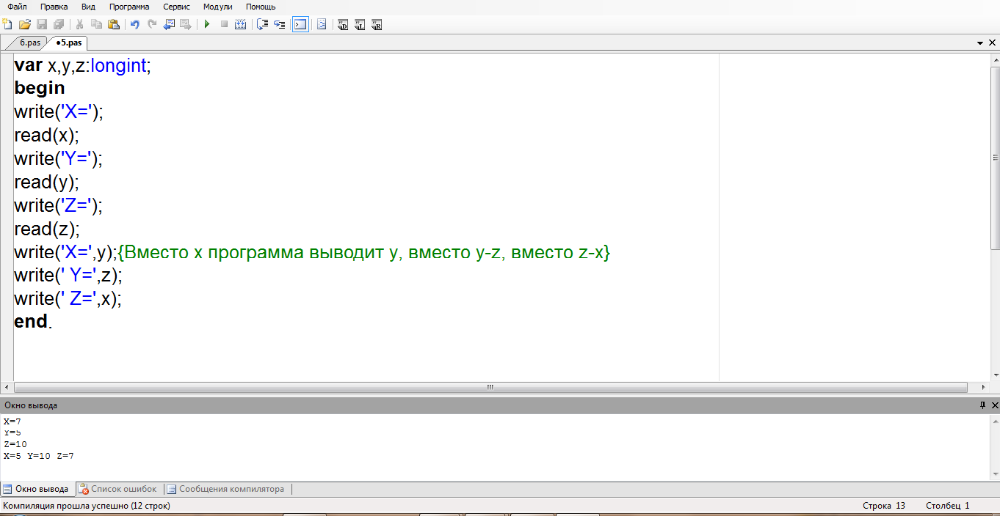 Файл Правка Вид Программа Сервис Модули Помощь
6.pas •5.pas
var x,y,z:longint;
begin
write('X=');
read(x);
write('Y=');
read(y);
write('Z=');
read(z);
write('X=',y);{Вместо x программа выводит y, вместо y-z, вместо z-x}
write(' Y=',z);
write(' Z=',x);
end.
Окно вывода
X=7
Y=5
Z=10
X=5 Y=10 Z=7
Окно вывода Список ошибок Сообщения компилятора
Компиляция прошла успешно (12 строк) Строка 13 Столбец 1